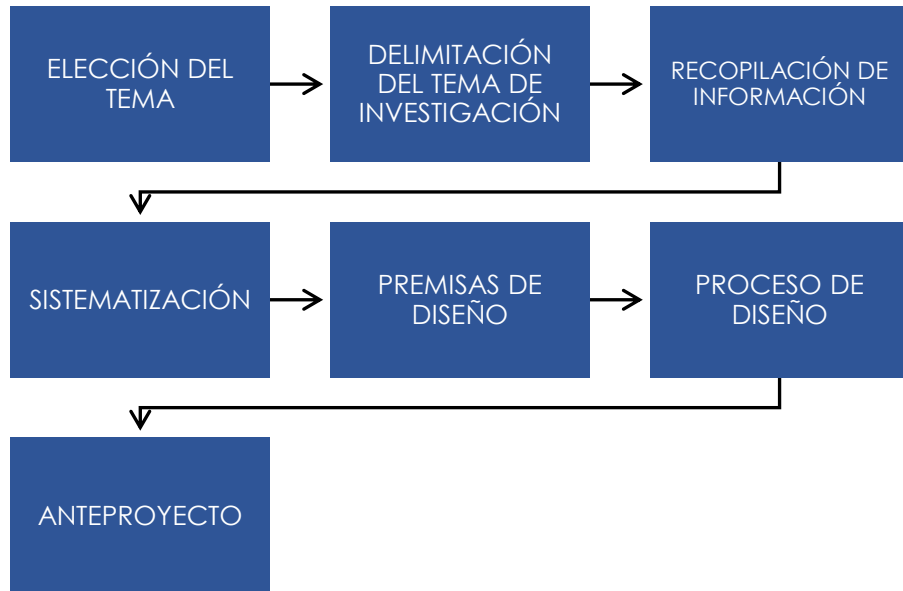 ELECCIÓN DEL
TEMA
DELIMITACIÓN
DEL TEMA DE
INVESTIGACIÓN
RECOPILACIÓN DE
INFORMACIÓN
SISTEMATIZACIÓN
PREMISAS DE
DISEÑO
PROCESO DE
DISEÑO
ANTEPROYECTO